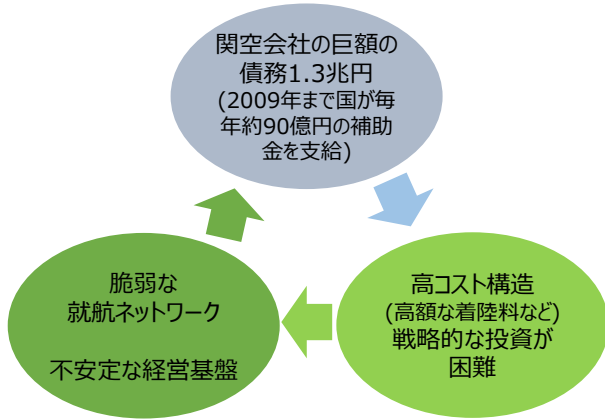 関空会社の巨額の
債務1.3兆円
(2009年まで国が毎
年約90億円の補助
金を支給)
高コスト構造
(高額な着陸料など)
戦略的な投資が
困難
脆弱な
就航ネットワーク
不安定な経営基盤